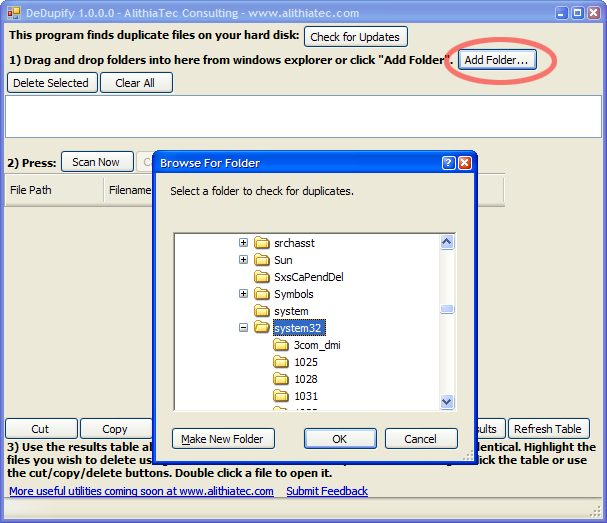 DeDupify 1.0.0.0 - AlithiaTec Consulting - www.alithiatec.com
This program finds duplicate files on your hard disk: Check for Updates
1) Drag and drop folders into here from windows explorer or click "Add Folder". Add Folder...
Delete Selected Clear All
2) Press: Scan Now
File Path Filename
Browse For Folder
Select a folder to check for duplicates.
srchasst
Sun
SxsCaPendDel
Symbols
system
system32
3com_dmi
1025
1028
1031
Make New Folder OK Cancel
Cut Copy Refresh Table
3) Use the results table dentical. Highlight the
files you wish to delete lick the table or use
the cut/copy/delete buttons. Double click a file to open it.
More useful utilities coming soon at www.alithiatec.com Submit Feedback